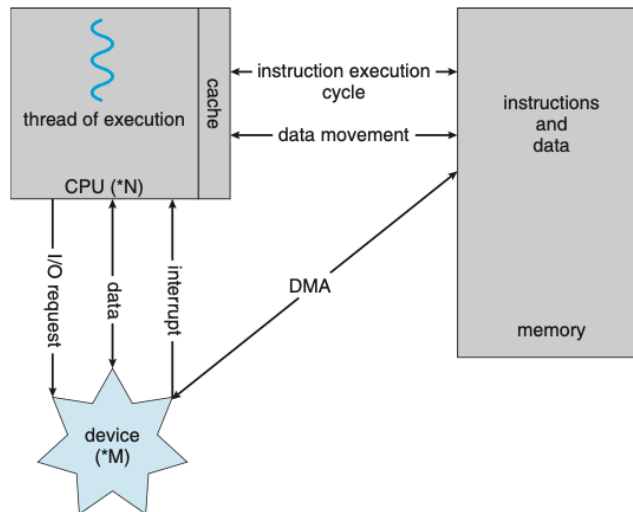 thread of execution
cache
CPU (*N)
instruction execution
cycle
data movement
instructions
and
data
memory
I/O request
data
interrupt
DMA
device
(*M)